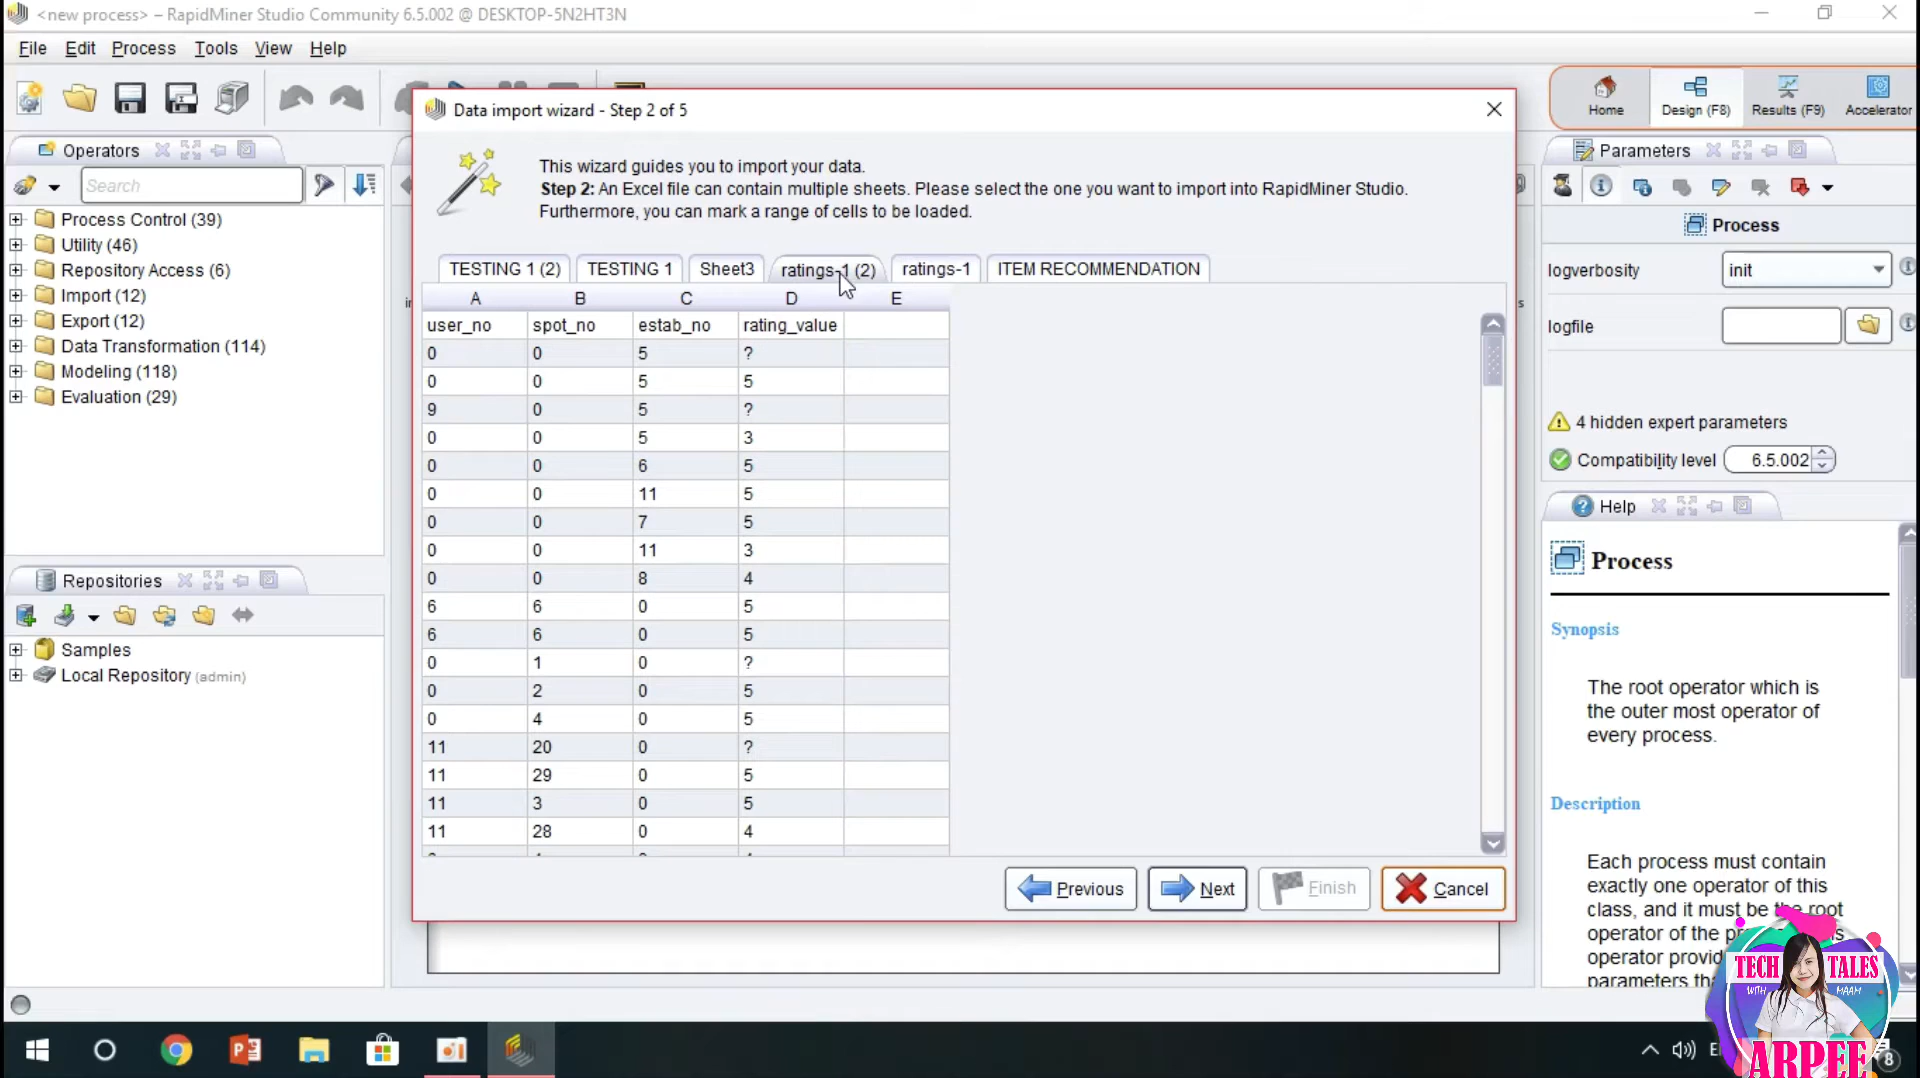 <new process> – RapidMiner Studio Community 6.5.002 @ DESKTOP-5N2HT3N
File Edit Process Tools View Help
Home
Design (F8)
Results (F9)
Accelerator
Operators
Search
Process Control (39)
Utility (46)
Repository Access (6)
Import (12)
Export (12)
Data Transformation (114)
Modeling (118)
Evaluation (29)
Repositories
Samples
Local Repository (admin)
Data import wizard - Step 2 of 5
This wizard guides you to import your data.
Step 2: An Excel file can contain multiple sheets. Please select the one you want to import into RapidMiner Studio.
Furthermore, you can mark a range of cells to be loaded.
TESTING 1 (2) TESTING 1 Sheet3 ratings-1 (2) ratings-1 ITEM RECOMMENDATION
A B C D E
user_no spot_no estab_no rating_value
0 0 5 ?
0 0 5 5
9 0 5 ?
0 0 5 3
0 0 6 5
0 0 11 5
0 0 7 5
0 0 11 3
0 0 8 4
6 6 0 5
6 6 0 5
0 1 0 ?
0 2 0 5
0 4 0 5
11 20 0 ?
11 29 0 5
11 3 0 5
11 28 0 4
Previous Next Finish Cancel
Parameters
Process
logverbosity init
logfile
4 hidden expert parameters
Compatibility level 6.5.002
Help
Process
Synopsis
The root operator which is
the outer most operator of
every process.
Description
Each process must contain
exactly one operator of this
class, and it must be the root
operator of the
operator provid
parameters th
TECH TALES
WITH MAAM
ARPEE
8